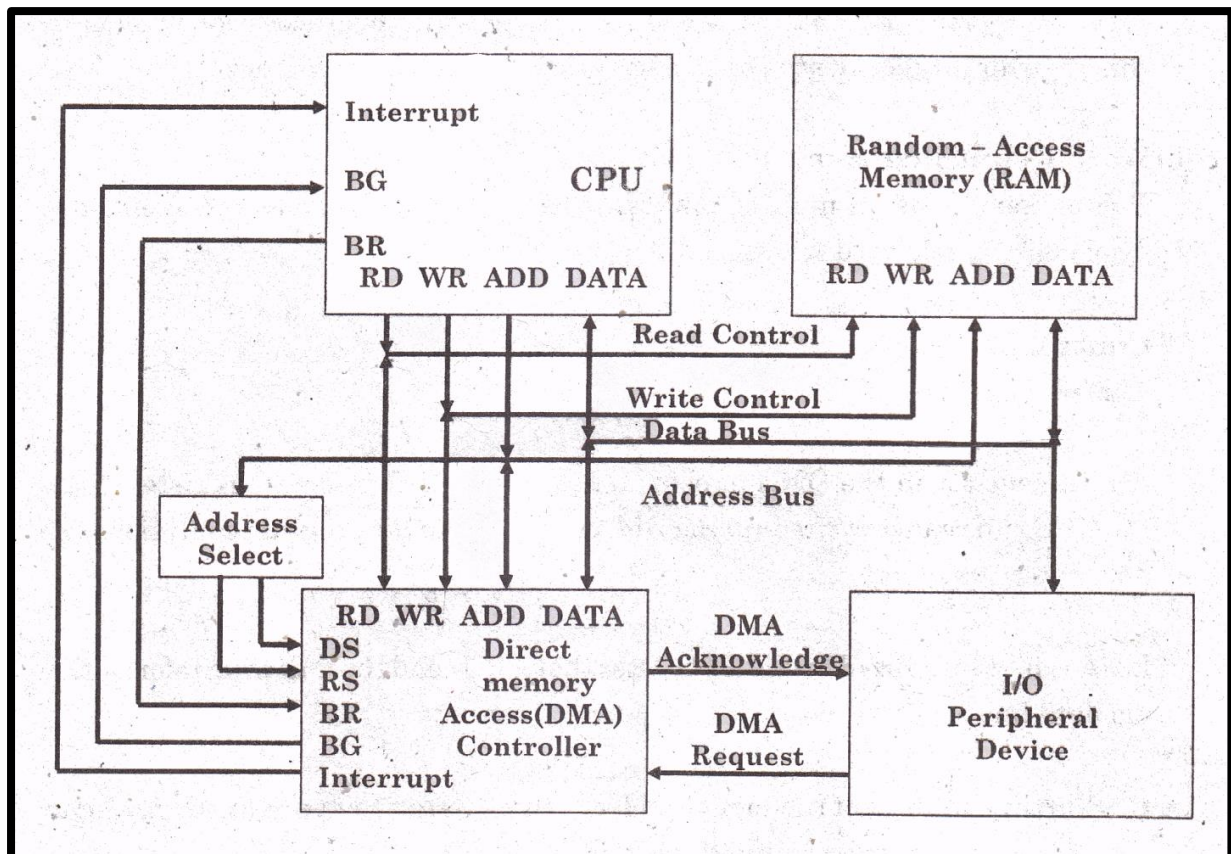 Interrupt
BG
CPU
BR
RD WR ADD DATA
Random – Access
Memory (RAM)
RD WR ADD DATA
Read Control
Write Control
Data Bus
Address Bus
Address
Select
RD WR ADD DATA
DS
RS
BR
BG
Interrupt
Direct
memory
Access(DMA)
Controller
DMA
Acknowledge
DMA
Request
I/O
Peripheral
Device